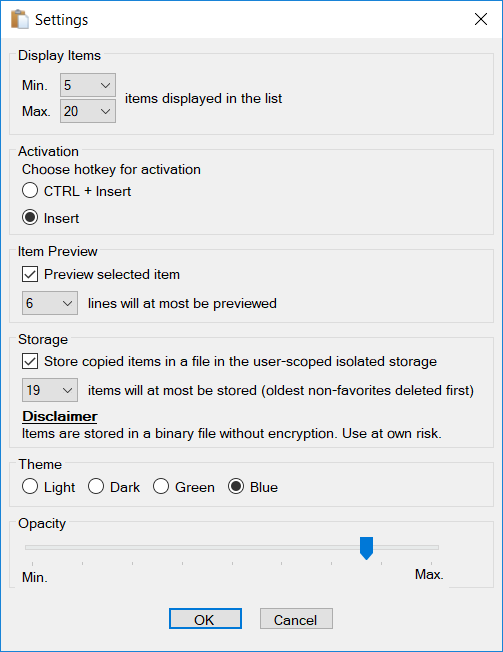 Settings
Display Items
Min. 5
Max. 20
items displayed in the list
Activation
Choose hotkey for activation
CTRL + Insert
Insert
Item Preview
Preview selected item
6 lines will at most be previewed
Storage
Store copied items in a file in the user-scoped isolated storage
19 items will at most be stored (oldest non-favorites deleted first)
Disclaimer
Items are stored in a binary file without encryption. Use at own risk.
Theme
Light Dark Green Blue
Opacity
Min. Max.
OK Cancel